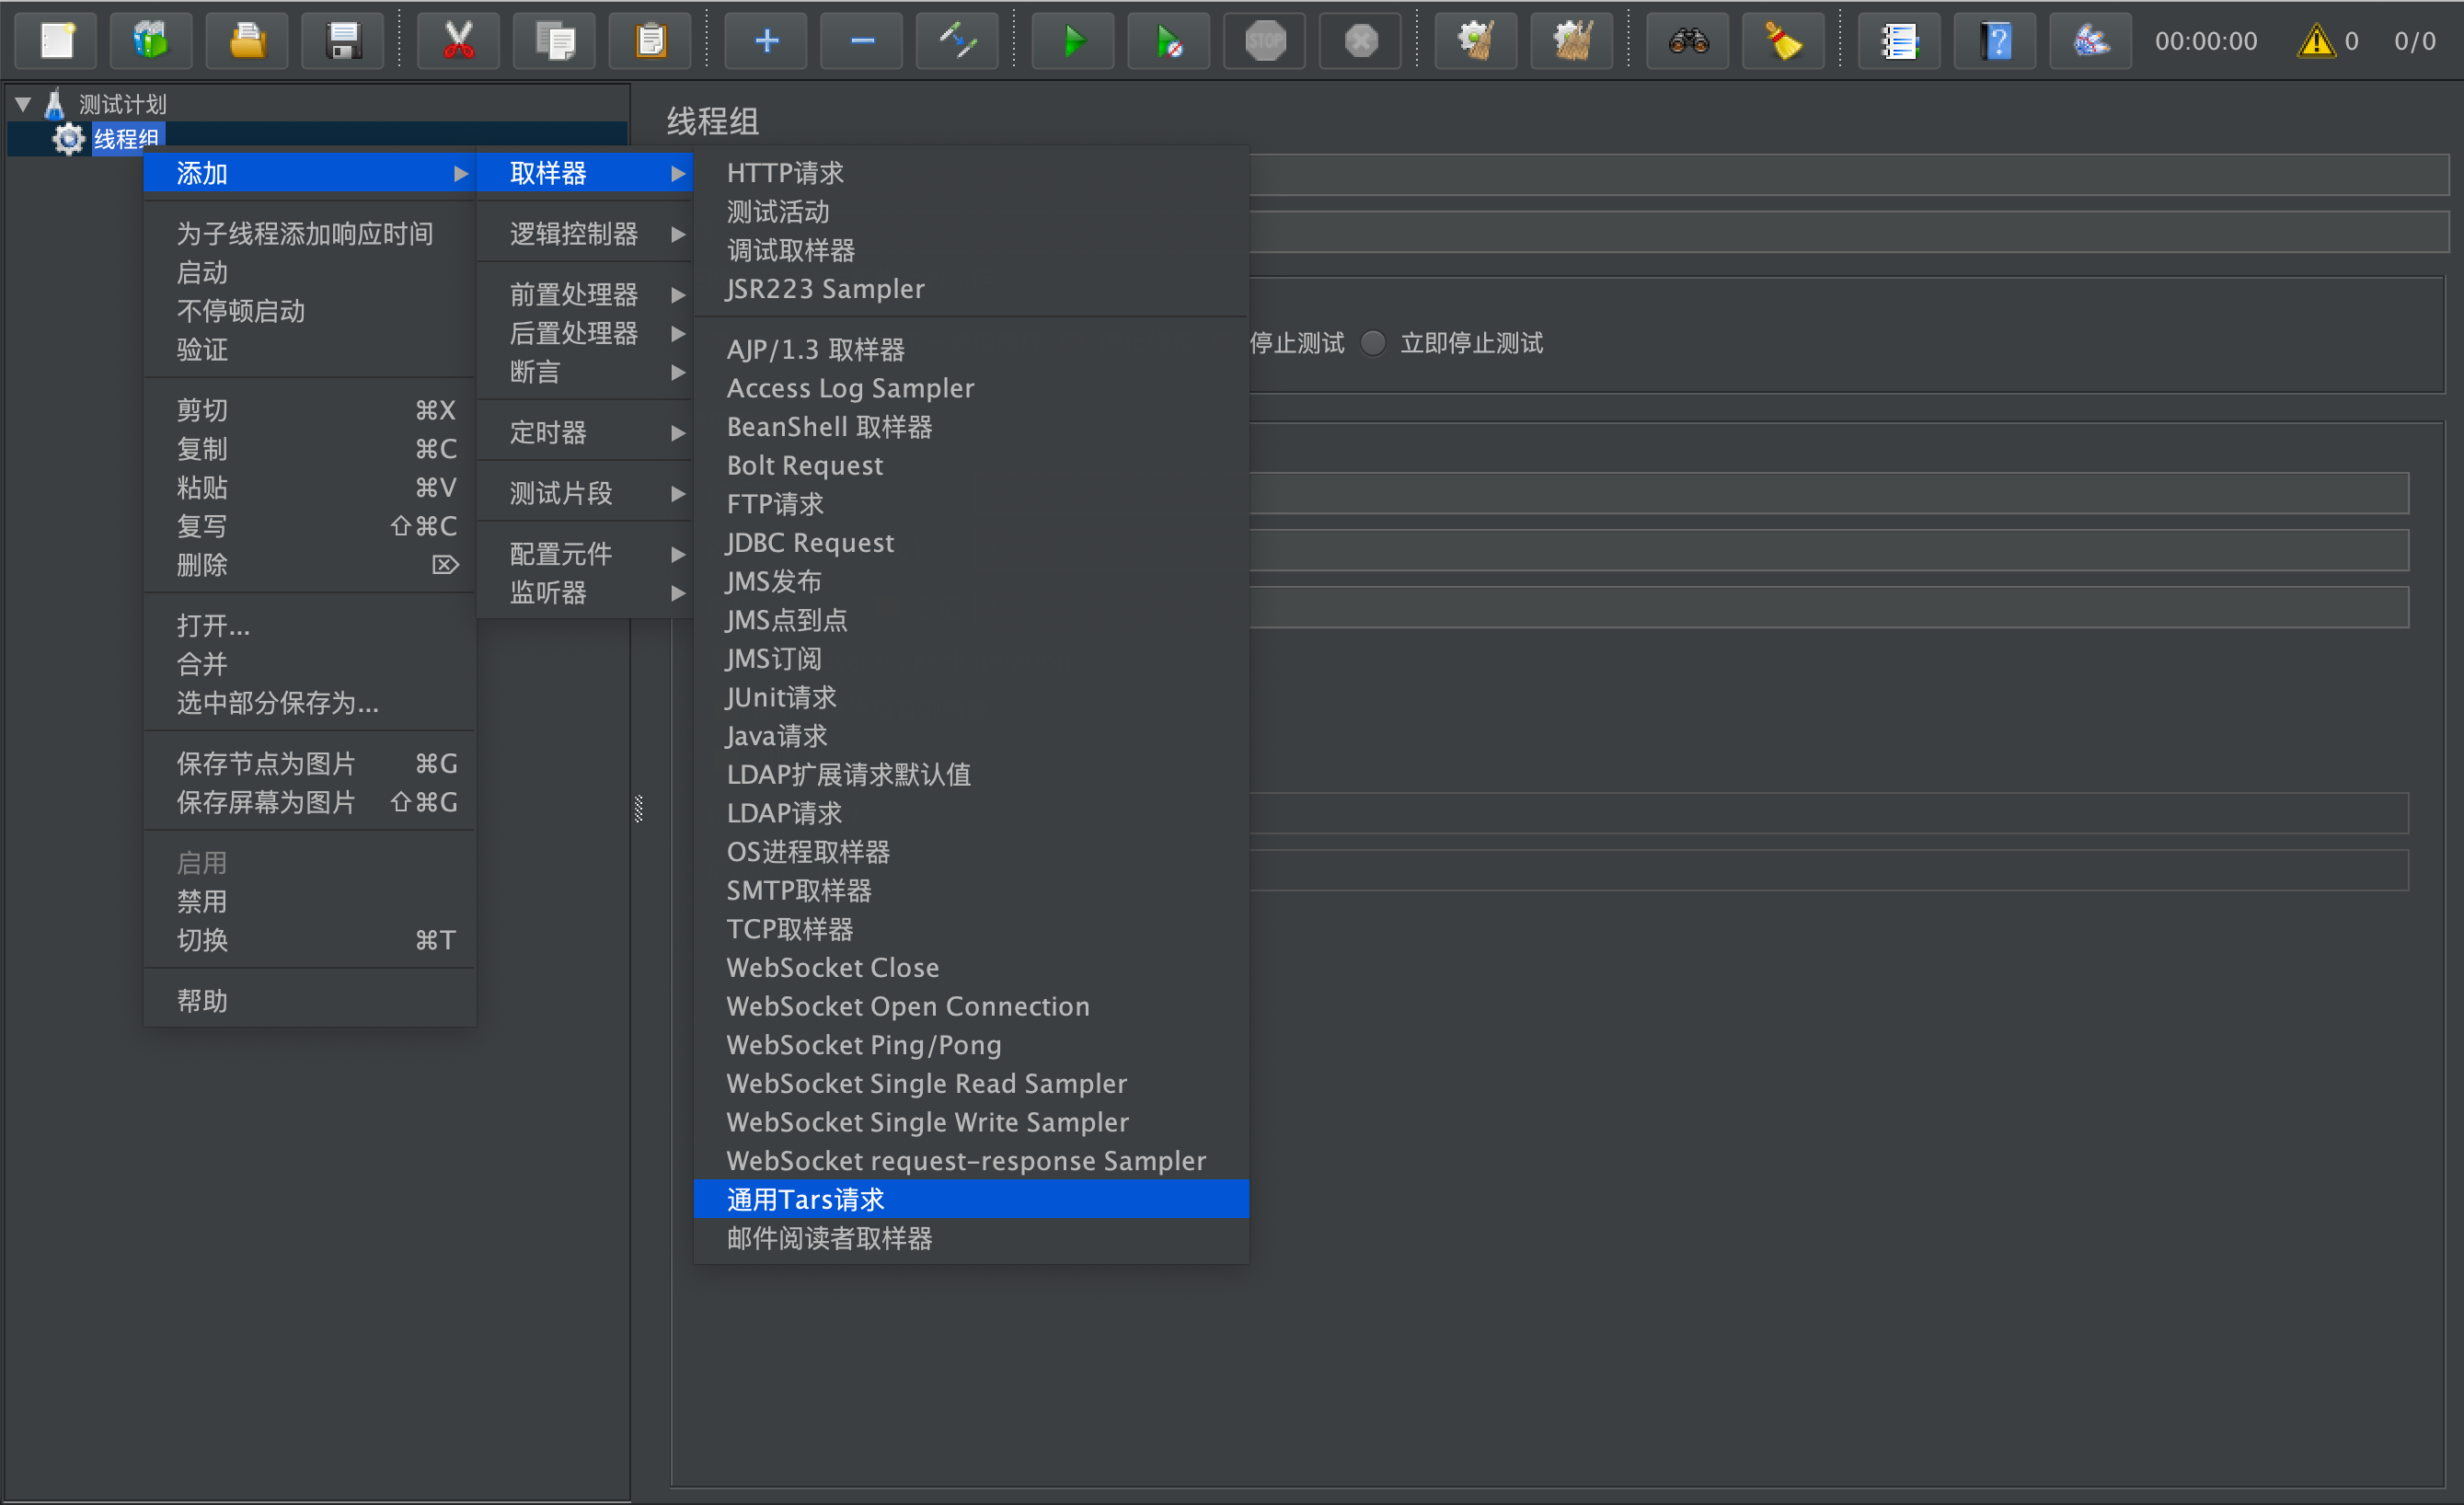 STOP
00:00:00
0
0/0
测试计划
线程组
线程组
添加
为子线程添加响应时间
启动
不停顿启动
验证
剪切 ⌘X
复制 ⌘C
粘贴 ⌘V
复写 ⇧⌘C
删除 ⌦
打开...
合并
选中部分保存为...
保存节点为图片 ⌘G
保存屏幕为图片 ⇧⌘G
启用
禁用
切换 ⌘T
帮助
取样器
逻辑控制器
前置处理器
后置处理器
断言
定时器
测试片段
配置元件
监听器
HTTP请求
测试活动
调试取样器
JSR223 Sampler
AJP/1.3 取样器
Access Log Sampler
BeanShell 取样器
Bolt Request
FTP请求
JDBC Request
JMS发布
JMS点到点
JMS订阅
JUnit请求
Java请求
LDAP扩展请求默认值
LDAP请求
OS进程取样器
SMTP取样器
TCP取样器
WebSocket Close
WebSocket Open Connection
WebSocket Ping/Pong
WebSocket Single Read Sampler
WebSocket Single Write Sampler
WebSocket request-response Sampler
通用Tars请求
邮件阅读者取样器
停止测试 立即停止测试